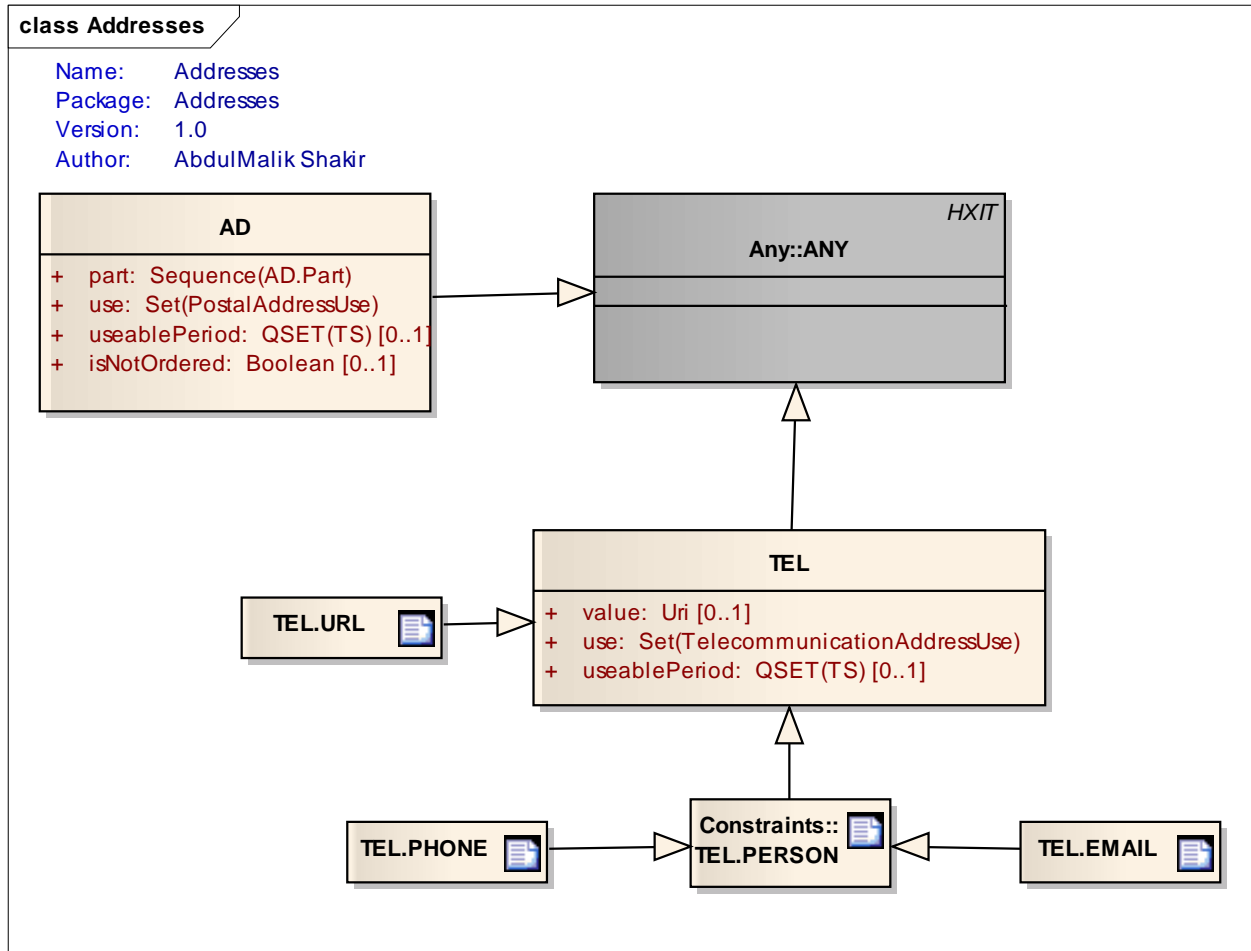 class Addresses
Name: Addresses
Package: Addresses
Version: 1.0
Author: AbdulMalik Shakir
AD
+ part: Sequence(AD.Part)
+ use: Set(PostalAddressUse)
+ useablePeriod: QSET(TS) [0..1]
+ isNotOrdered: Boolean [0..1]
HXIT
Any::ANY
TEL
+ value: Uri [0..1]
+ use: Set(TelecommunicationAddressUse)
+ useablePeriod: QSET(TS) [0..1]
TEL.URL
TEL.PHONE
Constraints::
TEL.PERSON
TEL.EMAIL